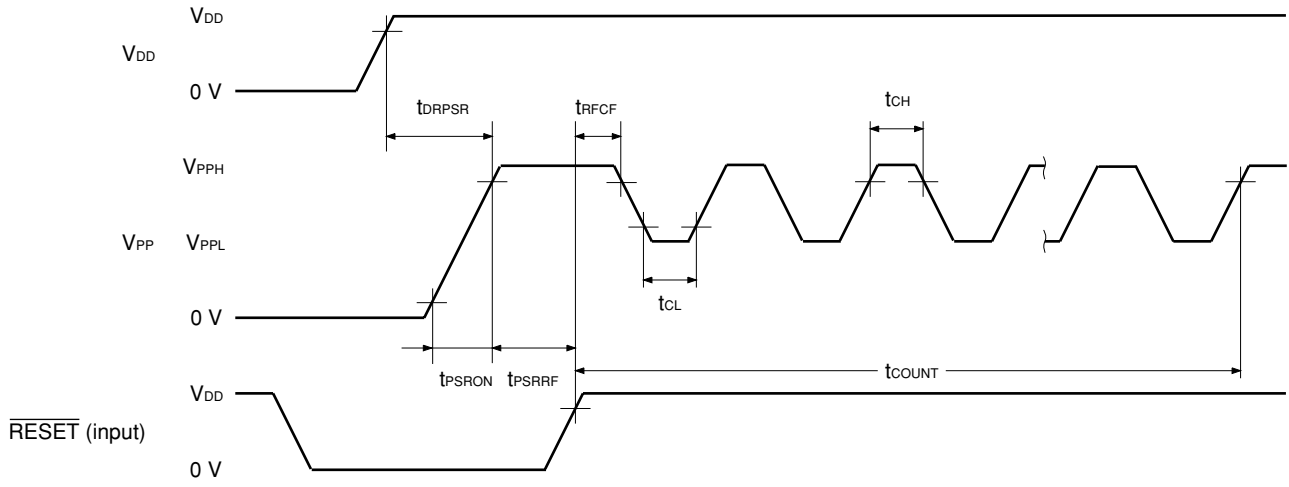 VDD
VDD
0 V
tDRPSR
tRFCF
tCH
VPPH
VPP VPPL
tCL
0 V
tPSRON tPSRRF
tCOUNT
VDD
RESET (input)
0 V